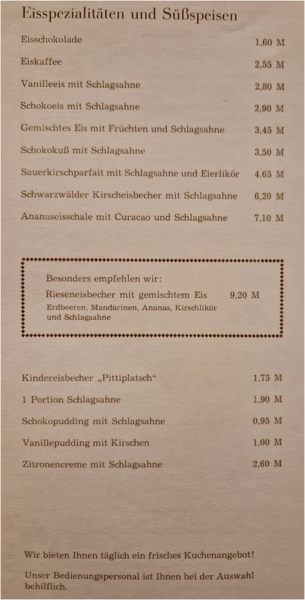 Eisspezialitäten und Süßspeisen
Eisschokolade 1,60 M
Eiskaffee 2,55 M
Vanilleeis mit Schlagsahne 2,80 M
Schokoeis mit Schlagsahne 2,90 M
Gemischtes Eis mit Früchten und Schlagsahne 3,45 M
Schokokuß mit Schlagsahne 3,50 M
Sauerkirschparfait mit Schlagsahne und Eierlikör 4,65 M
Schwarzwälder Kirscheisbecher mit Schlagsahne 6,20 M
Ananaseisschale mit Curacao und Schlagsahne 7,10 M
Besonders empfehlen wir:
Rieseneisbecher mit gemischtem Eis 9,20 M
Erdbeeren, Mandarinen, Ananas, Kirschlikör
und Schlagsahne
Kindereisbecher „Pittiplatsch" 1,75 M
1 Portion Schlagsahne 1,90 M
Schokopudding mit Schlagsahne 0,95 M
Vanillepudding mit Kirschen 1,00 M
Zitronencreme mit Schlagsahne 2,60 M
Wir bieten Ihnen täglich ein frisches Kuchenangebot!
Unser Bedienungspersonal ist Ihnen bei der Auswahl
behilflich.